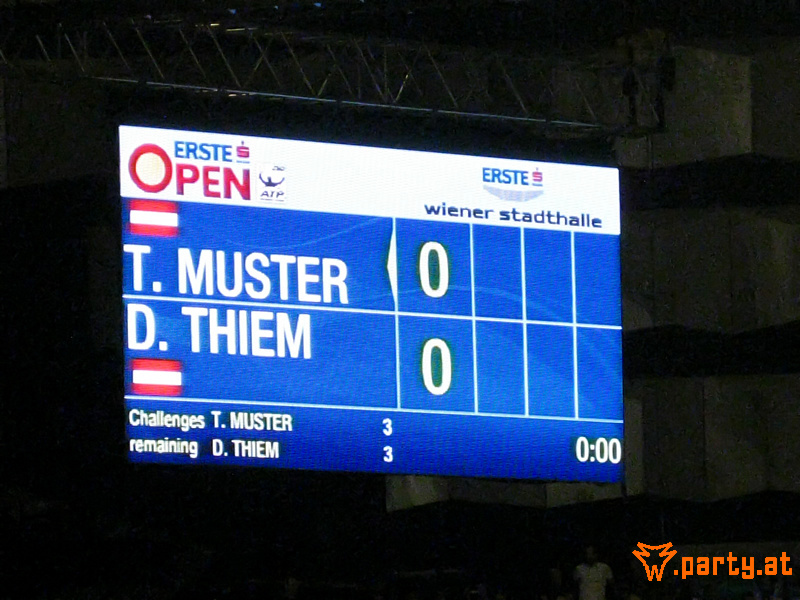 ERSTE S
OPEN
ATP
ERSTE S
wiener stadthalle
T. MUSTER 0
D. THIEM 0
Challenges T. MUSTER 3
remaining D. THIEM 3
0:00
W.party.at